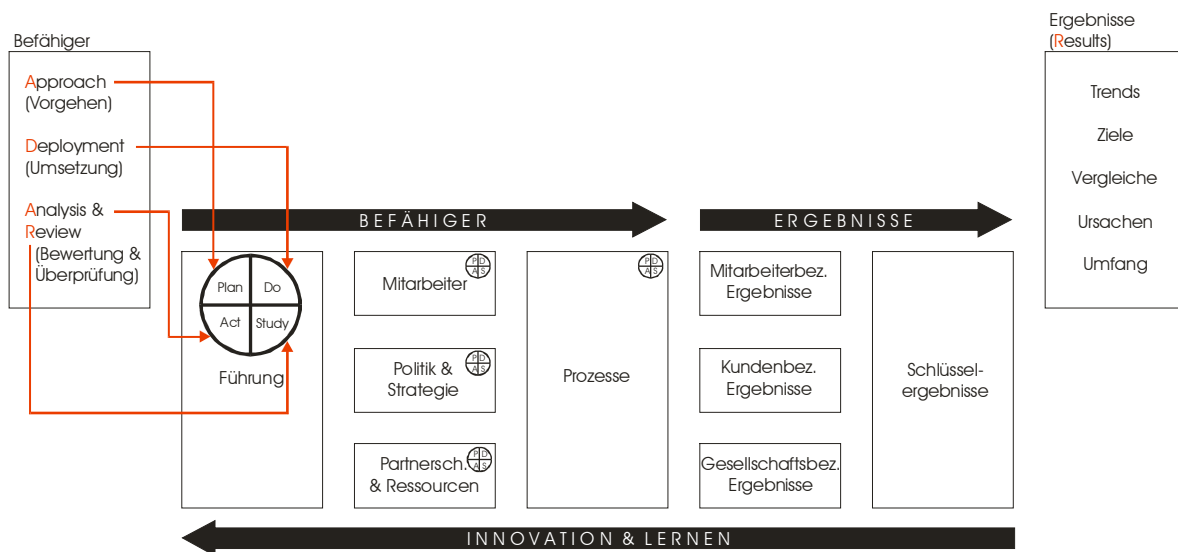 Befähiger
Approach
(Vorgehen)
Deployment
(Umsetzung)
Analysis &
Review
(Bewertung &
Überprüfung)
Ergebnisse
(Results)
Trends
Ziele
Vergleiche
Ursachen
Umfang
BEFÄHIGER
ERGEBNISSE
Plan
Do
Act
Study
Führung
Mitarbeiter
P D
A S
Politik &
Strategie
P D
A S
Partnersch.
& Ressourcen
P D
A S
Prozesse
P D
A S
Mitarbeiterbez.
Ergebnisse
Kundenbez.
Ergebnisse
Gesellschaftsbez.
Ergebnisse
Schlüssel-
ergebnisse
INNOVATION & LERNEN